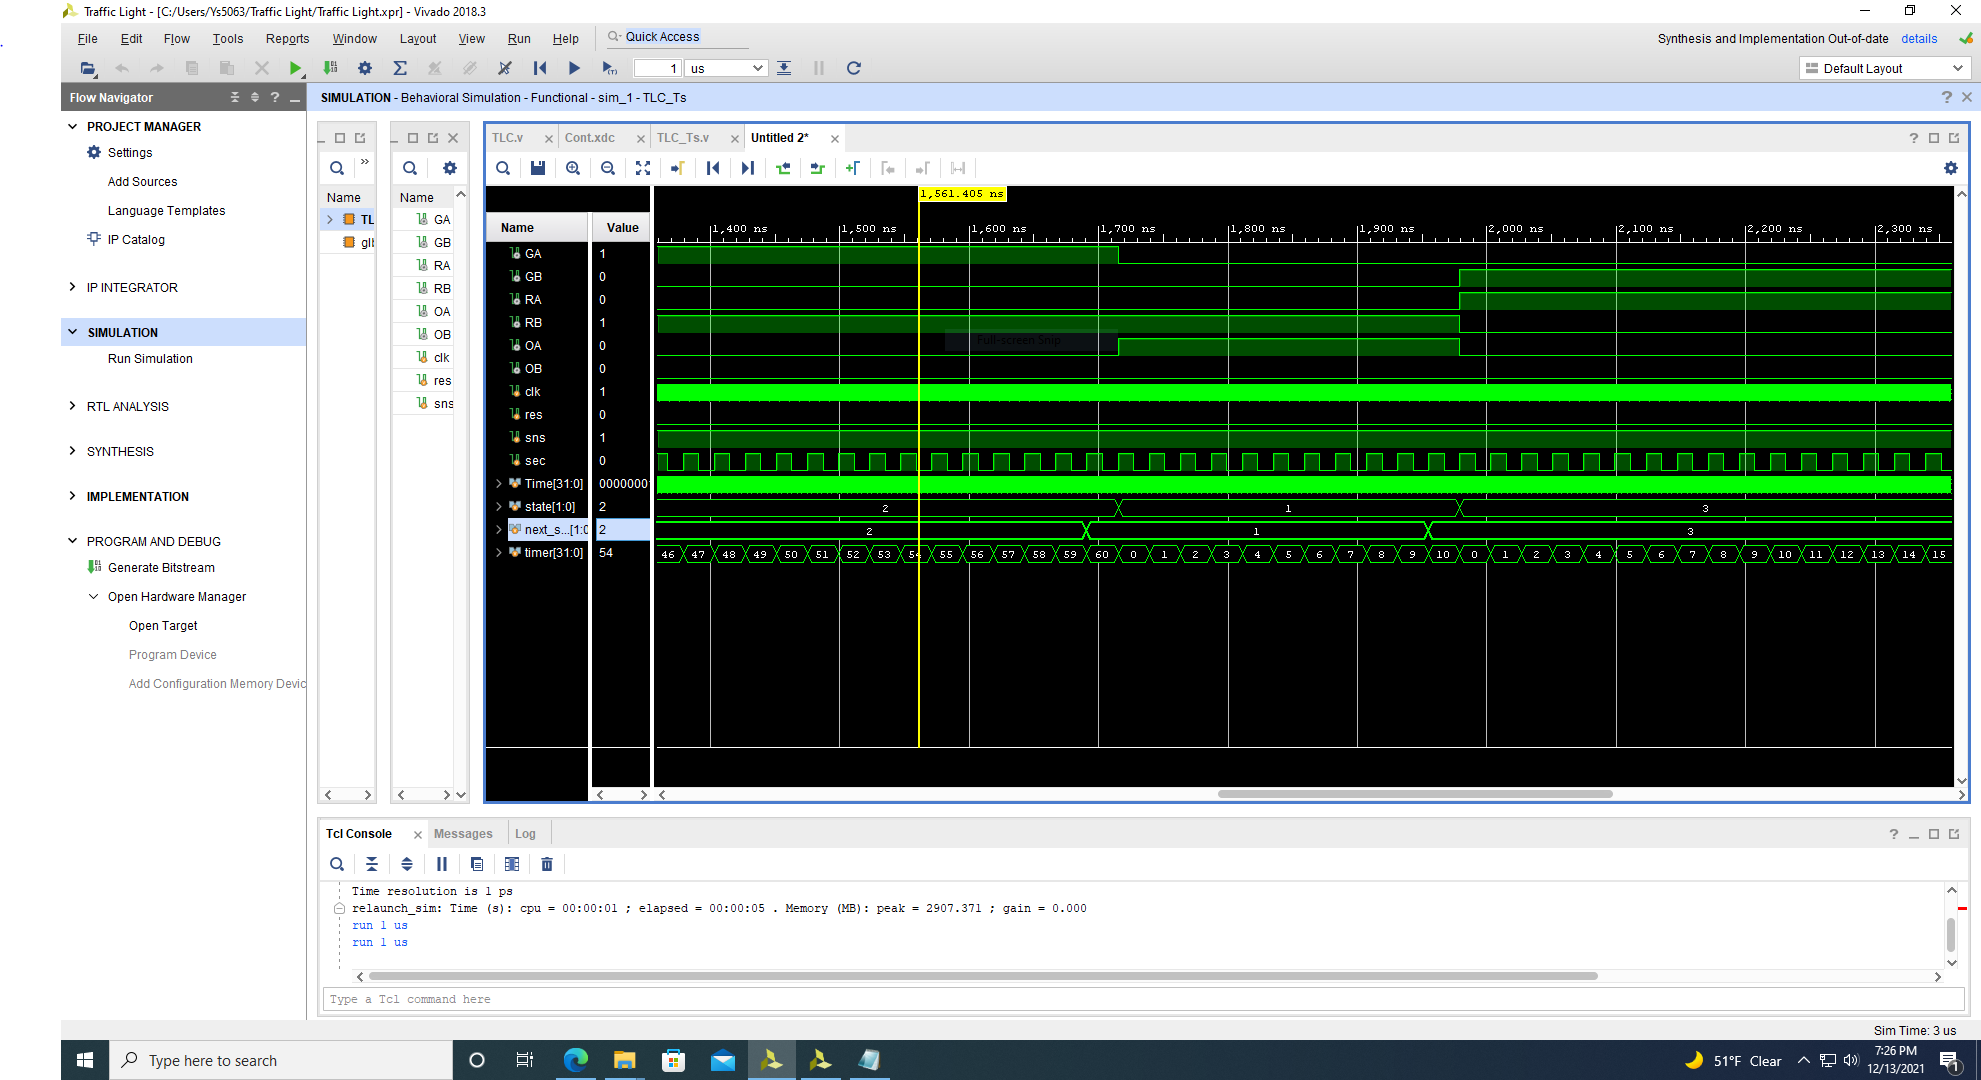 Traffic Light - [C:/Users/Ys5063/Traffic Light/Traffic Light.xpr] - Vivado 2018.3
File Edit Flow Tools Reports Window Layout View Run Help Quick Access
Synthesis and Implementation Out-of-date details
1 us
Default Layout
Flow Navigator
SIMULATION - Behavioral Simulation - Functional - sim_1 - TLC_Ts
PROJECT MANAGER
Settings
Add Sources
Language Templates
IP Catalog
IP INTEGRATOR
SIMULATION
Run Simulation
RTL ANALYSIS
SYNTHESIS
IMPLEMENTATION
PROGRAM AND DEBUG
Generate Bitstream
Open Hardware Manager
Open Target
Program Device
Add Configuration Memory Devic
Name
TL
glb
Name
GA
GB
RA
RB
OA
OB
clk
res
sns
TLC.v Cont.xdc TLC_Ts.v Untitled 2*
1,561.405 ns
Name Value
1,400 ns 1,500 ns 1,600 ns 1,700 ns 1,800 ns 1,900 ns 2,000 ns 2,100 ns 2,200 ns 2,300 ns
GA 1
GB 0
RA 0
RB 1
OA 0
Full-screen Snip
OB 0
clk 1
res 0
sns 1
sec 0
Time[31:0] 0000000
state[1:0] 2 2 1 3
next_s...[1:0 2 2 1 3
timer[31:0] 54 46 47 48 49 50 51 52 53 54 55 56 57 58 59 60 0 1 2 3 4 5 6 7 8 9 10 0 1 2 3 4 5 6 7 8 9 10 11 12 13 14 15
Tcl Console Messages Log
Time resolution is 1 ps
relaunch_sim: Time (s): cpu = 00:00:01 ; elapsed = 00:00:05 . Memory (MB): peak = 2907.371 ; gain = 0.000
run 1 us
run 1 us
Type a Tcl command here
Sim Time: 3 us
Type here to search
51°F Clear
7:26 PM
12/13/2021
1